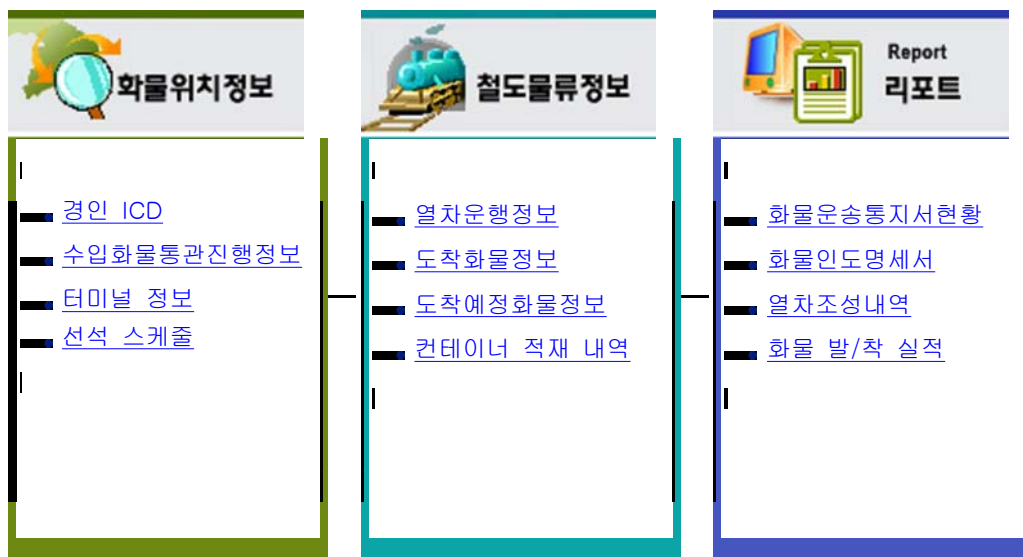 화물위치정보
경인 ICD
수입화물통관진행정보
터미널 정보
선석 스케줄
철도물류정보
열차운행정보
도착화물정보
도착예정화물정보
컨테이너 적재 내역
Report
리포트
화물운송통지서현황
화물인도명세서
열차조성내역
화물 발/착 실적